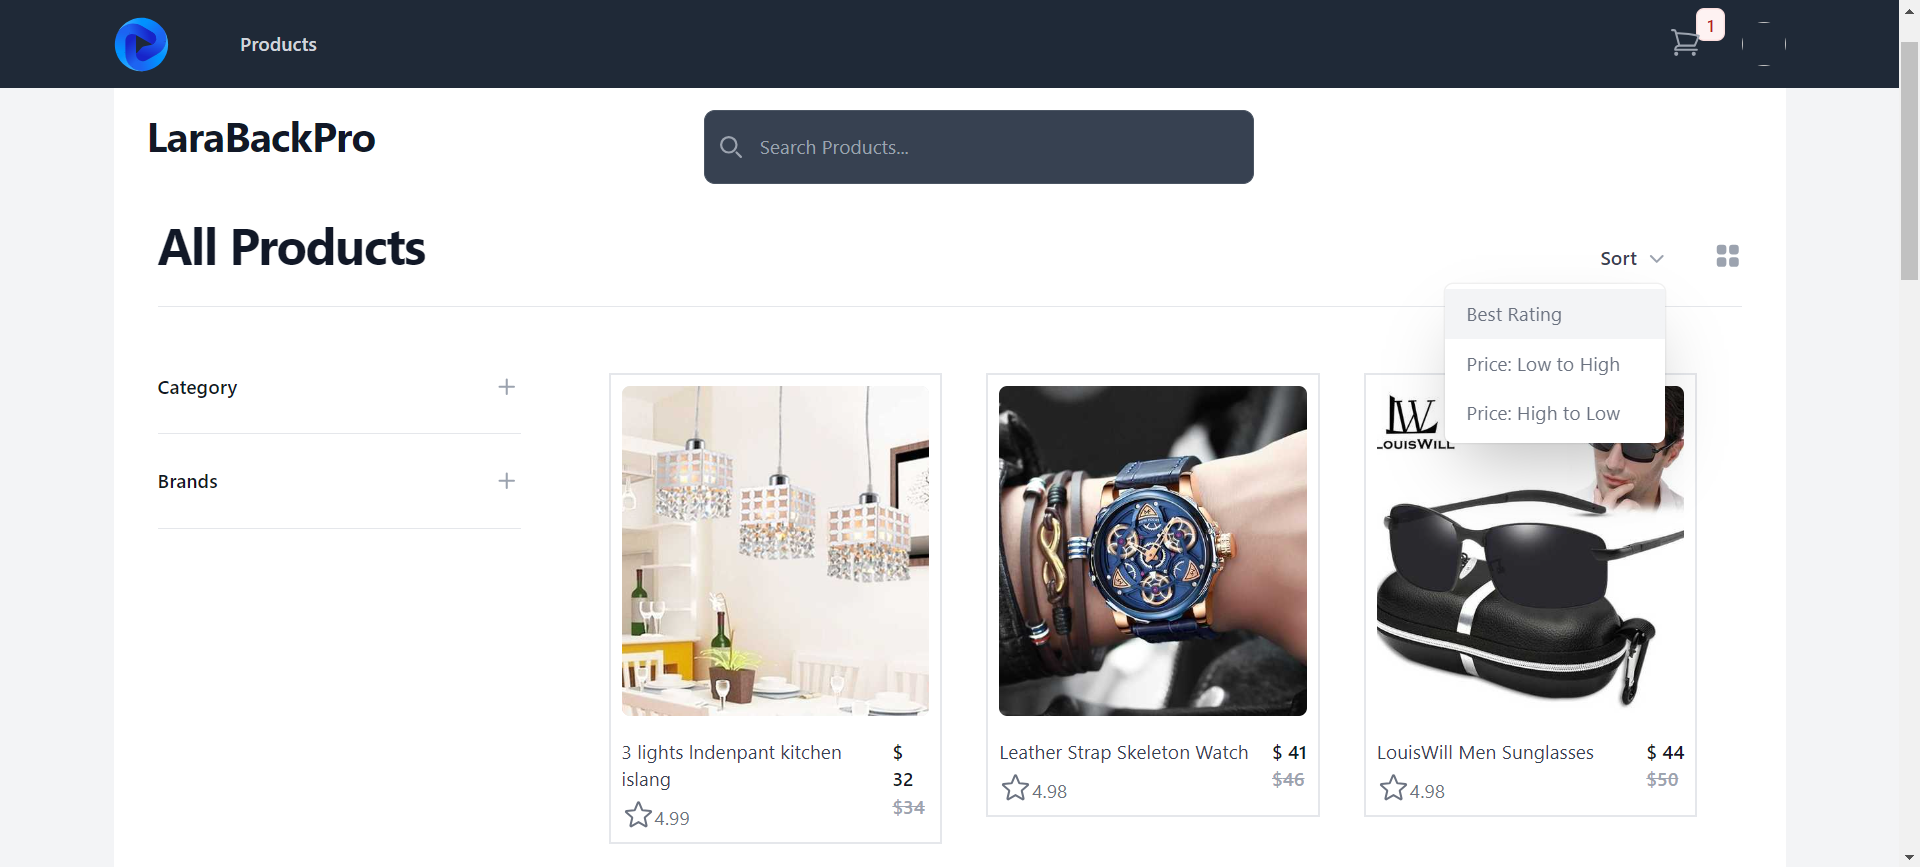 Products
1
LaraBackPro
Search Products...
All Products
Sort
Best Rating
Price: Low to High
Price: High to Low
Category
Brands
LOUISWILL
3 lights lndenpant kitchen
islang
$
32
$34
4.99
Leather Strap Skeleton Watch
$ 41
$46
4.98
LouisWill Men Sunglasses
$ 44
$50
4.98